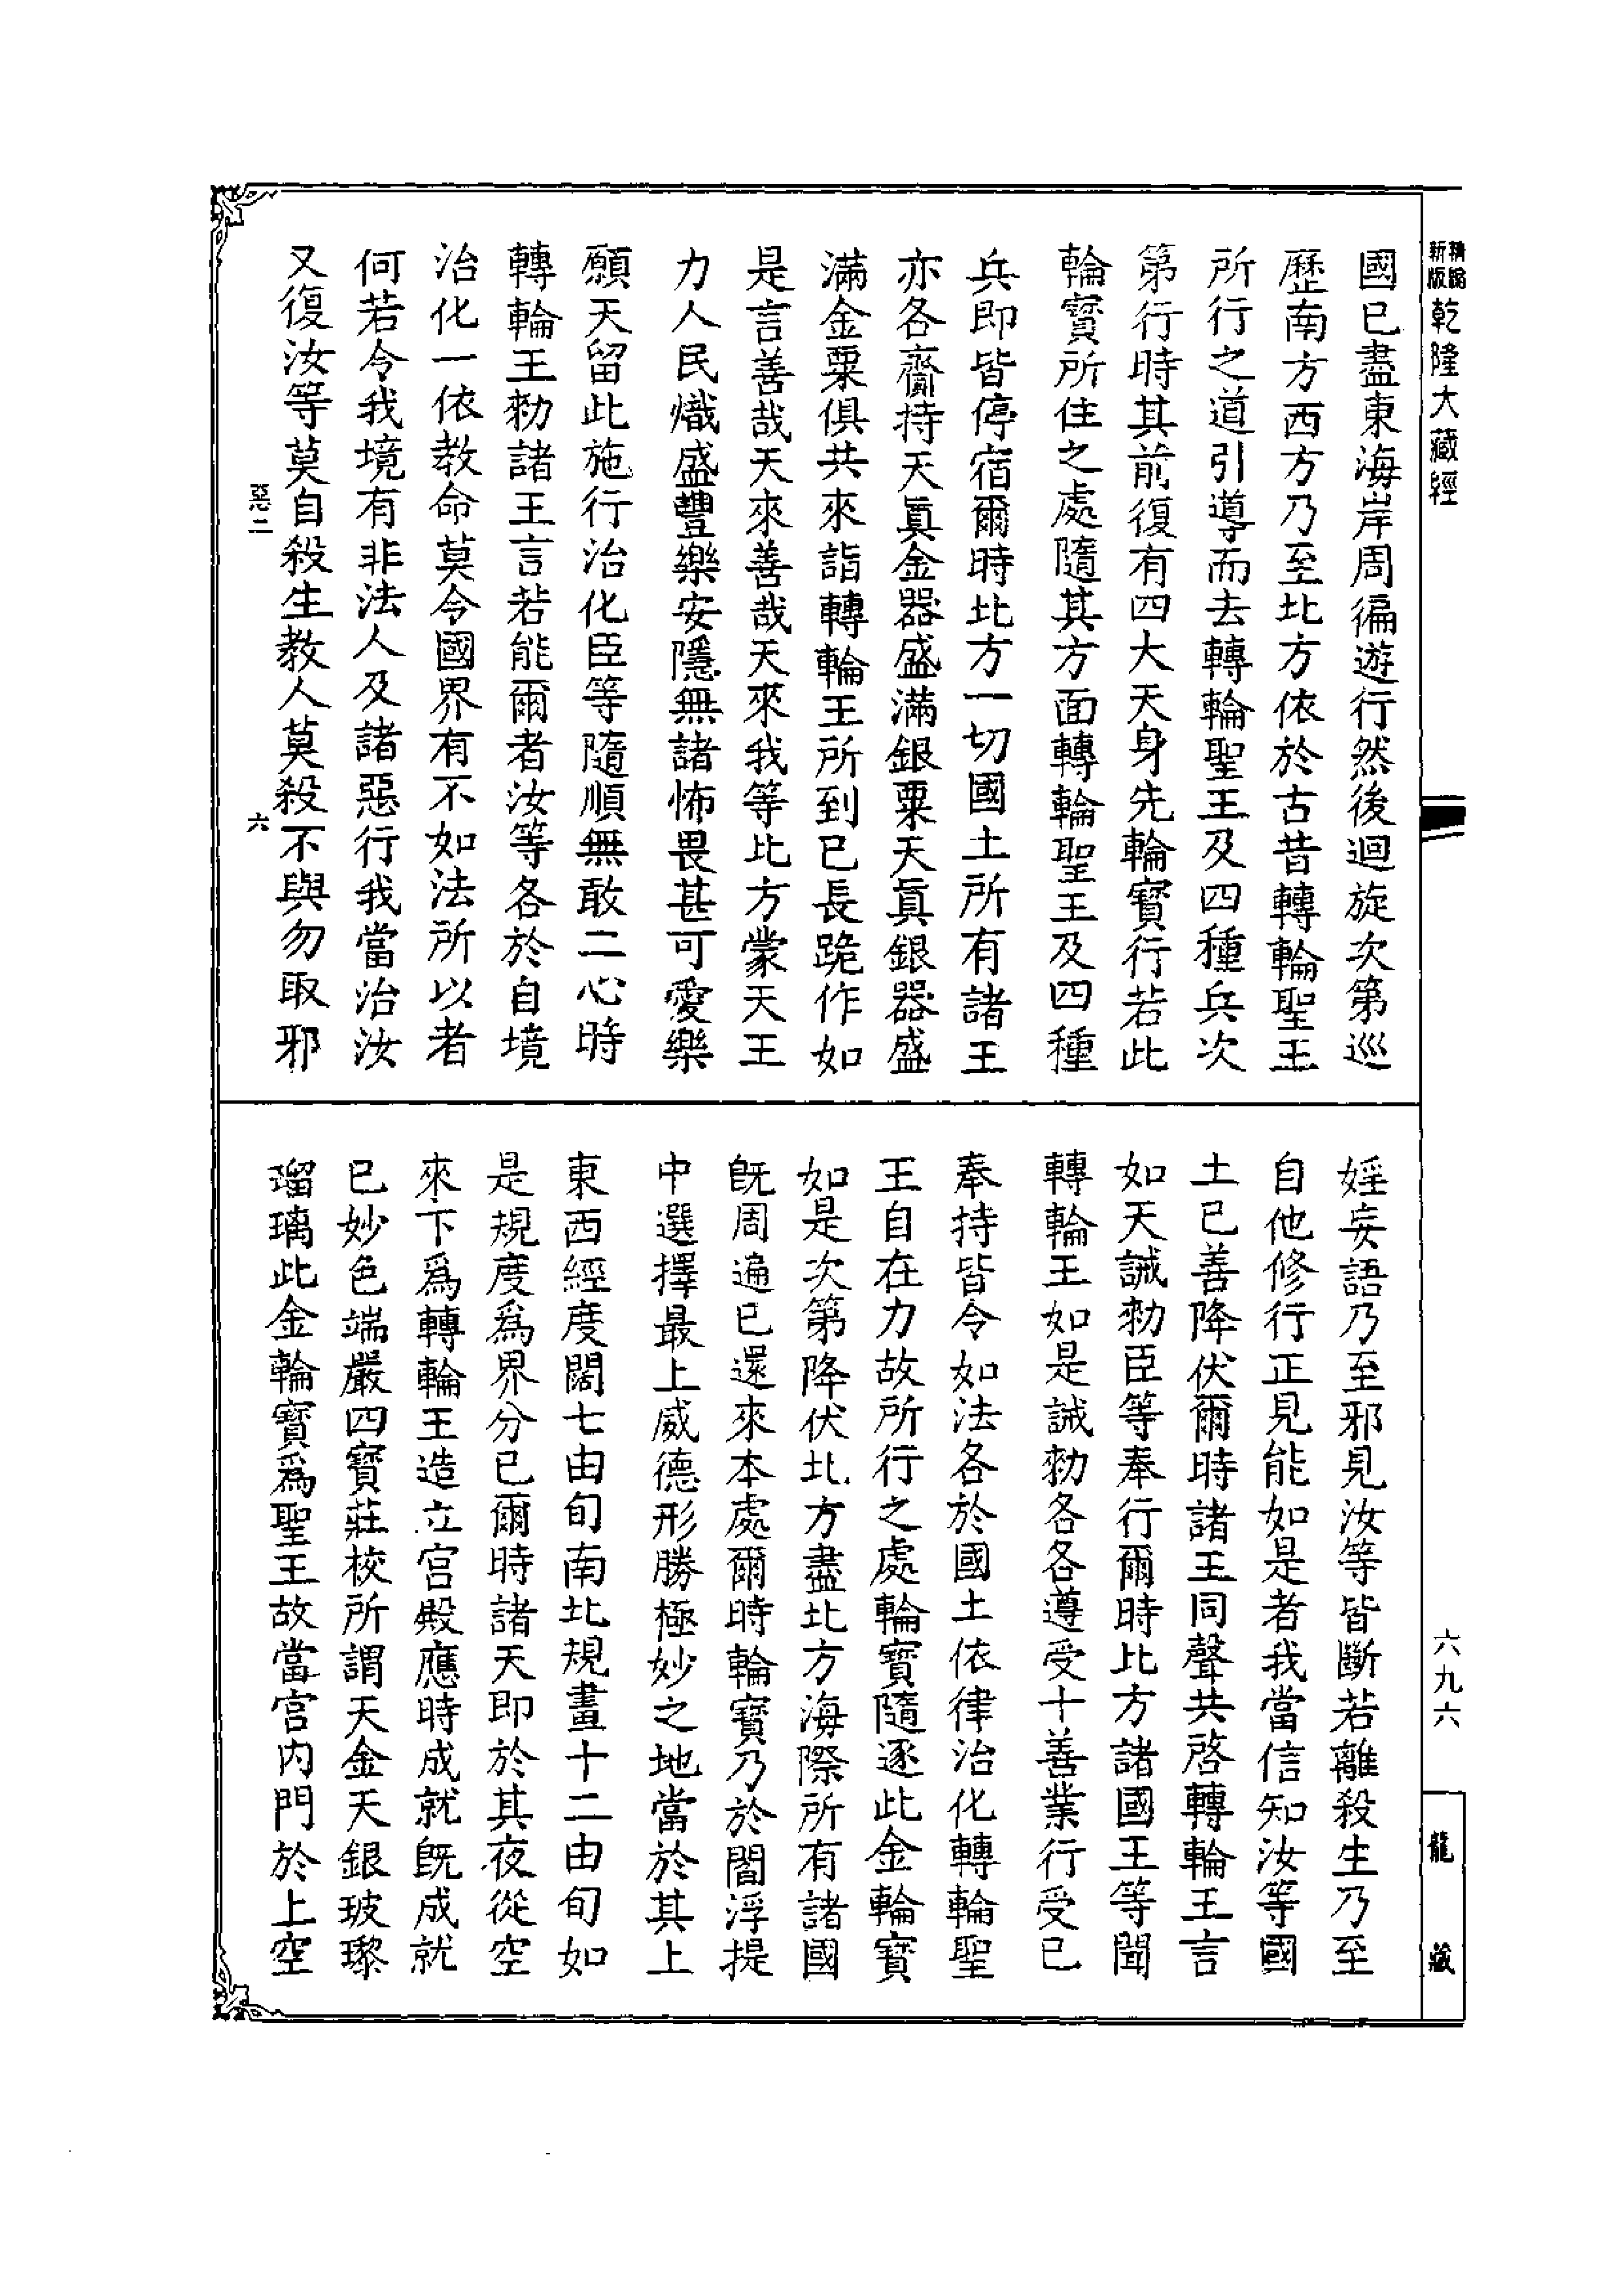 新版
精縮
乾隆大藏經
國已盡東海岸周徧遊行然後迴旋次第巡
歷南方西方乃至北方依於古昔轉輪聖王
所行之道引導而去轉輪聖王及四種兵次
第行時其前復有四大天身先輪寳行若此
輪寳所住之處隨其方面轉輪聖王及四種
兵即皆停宿爾時北方一切國土所有諸王
亦各齎持天眞金器盛滿銀粟天眞銀器盛
滿金粟俱共來詣轉輪王所到已長跪作如
是言善哉天來善哉天來我等比方蒙天王
力人民熾盛豐樂安隱無諸怖畏甚可愛樂
願天留此施行治化臣等隨順無敢二心時
轉輪王勑諸王言若能爾者汝等各於自境
治化一依教命莫令國界有不如法所以者
何若令我境有非法人及諸惡行我當治汝
又復汝等莫自殺生教人莫殺不與勿取邪
惡二
六
婬妄語乃至邪見汝等皆斷若離殺生乃至
自他修行正見能如是者我當信知汝等國
土已善降伏爾時諸王同聲共啓轉輪王言
如天誡勑臣等奉行爾時比方諸國王等聞
轉輪王如是誡勑各各遵受十善業行受已
奉持皆令如法各於國土依律治化轉輪聖
王自在力故所行之處輪寳隨逐此金輪寳
如是次第降伏北方盡北方海際所有諸國
旣周遍已還來本處爾時輪寳乃於閻浮提
中選擇最上威德形勝極妙之地當於其上
東西經度闊七由旬南北規畫十二由旬如
是規度爲界分已爾時諸天即於其夜從空
來下爲轉輪王造立宫殿應時成就旣成就
已妙色端嚴四寳莊校所謂天金天銀玻瓈
瑠璃此金輪寳爲聖王故當宫内門於上空
六九六
龍藏